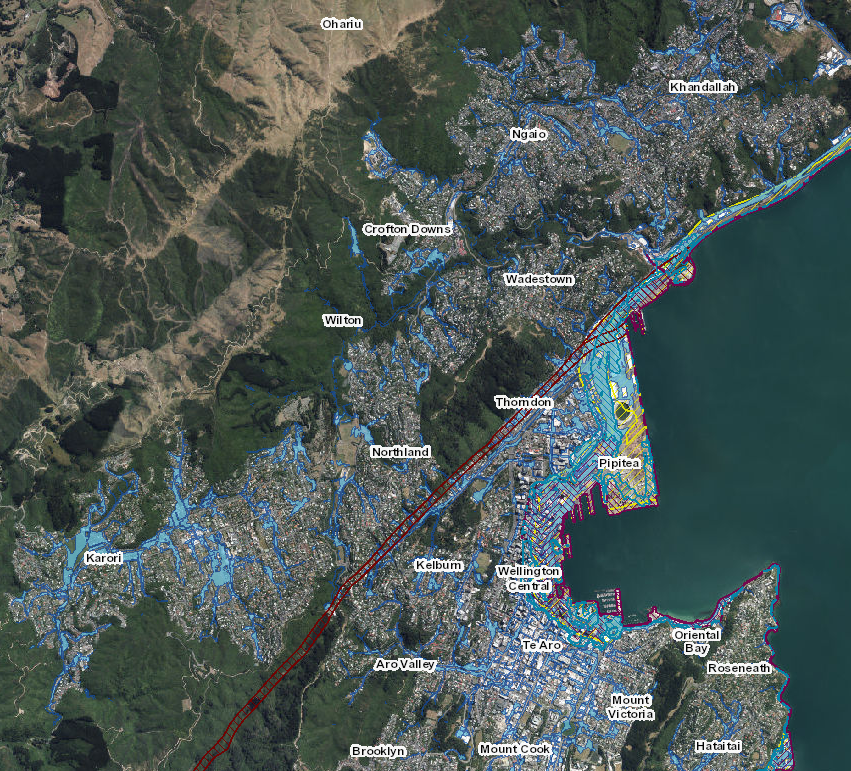 Ohariu
Khandallah
Ngaio
Crofton Downs
Wadestown
Wilton
Thorndon
Northland
Pipitea
Karori
Kelburn
Wellington
Central
Te Aro
Oriental
Bay
Aro Valley
Roseneath
Mount
Victoria
Brooklyn
Mount Cook
Hataitai